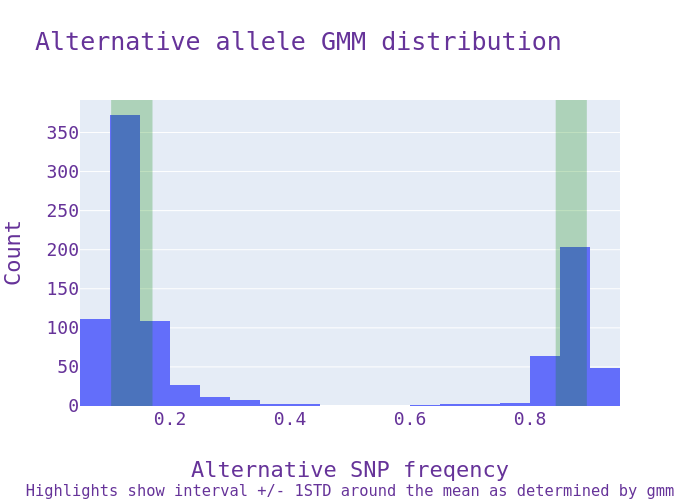 Alternative allele GMM distribution
350
300
250
200
150
100
50
0
Count
0.2 0.4 0.6 0.8
Alternative SNP freqency
Highlights show interval +/- 1STD around the mean as determined by gmm